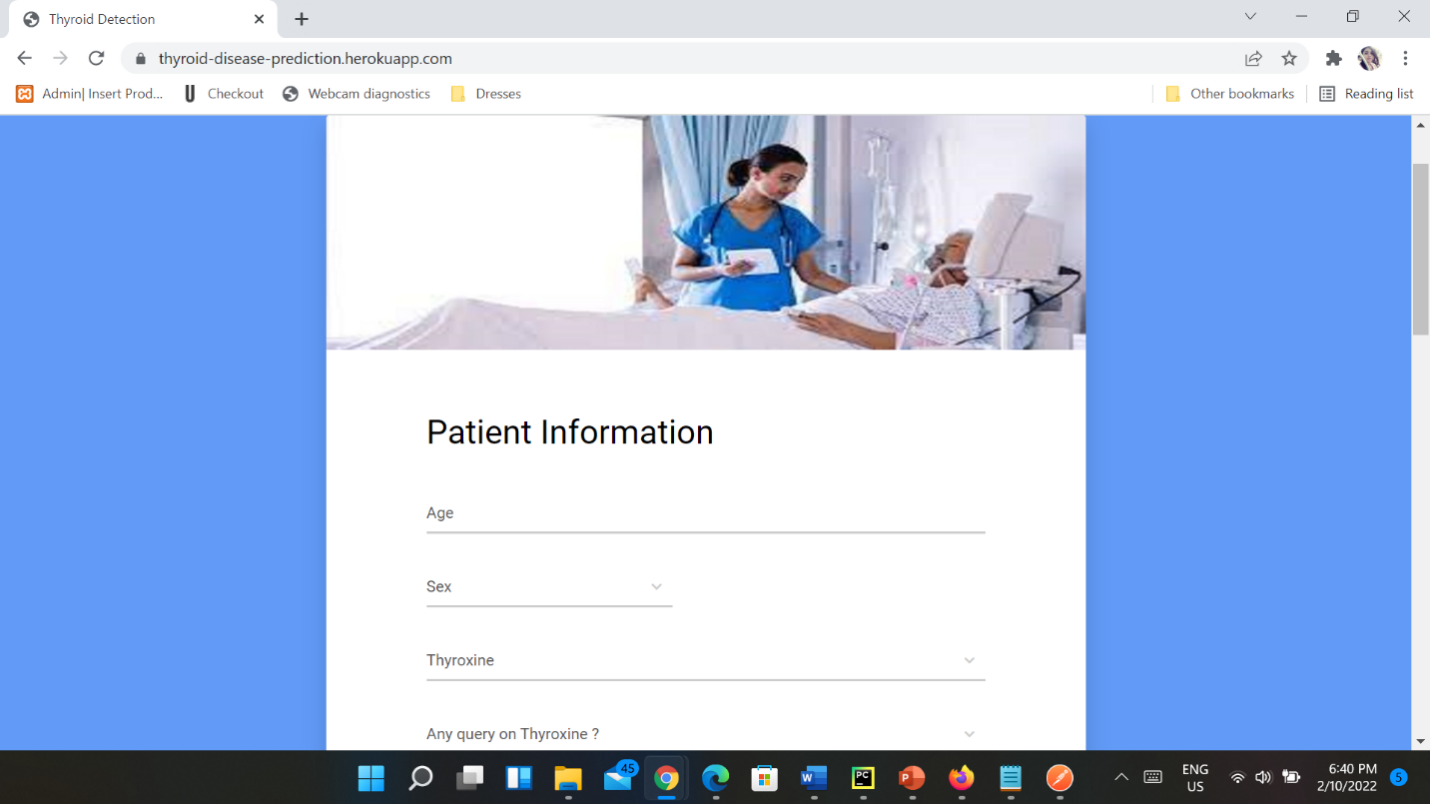 Thyroid Detection
thyroid-disease-prediction.herokuapp.com
Admin| Insert Prod... Checkout Webcam diagnostics Dresses Other bookmarks Reading list
Patient Information
Age
Sex
Thyroxine
Any query on Thyroxine ?
45
W
PC
P
ENG
US
6:40 PM
2/10/2022
5